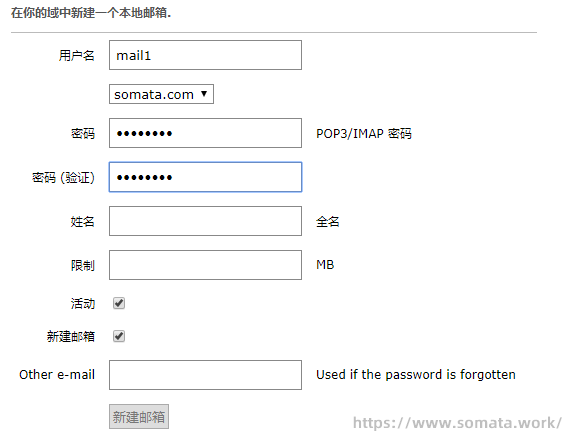 在你的域中新建一个本地邮箱.
用户名 mail1
somata.com
密码 •••••••• POP3/IMAP 密码
密码 (验证) ••••••••
姓名 全名
限制 MB
活动
新建邮箱
Other e-mail Used if the password is forgotten
新建邮箱
https://www.somata.work/